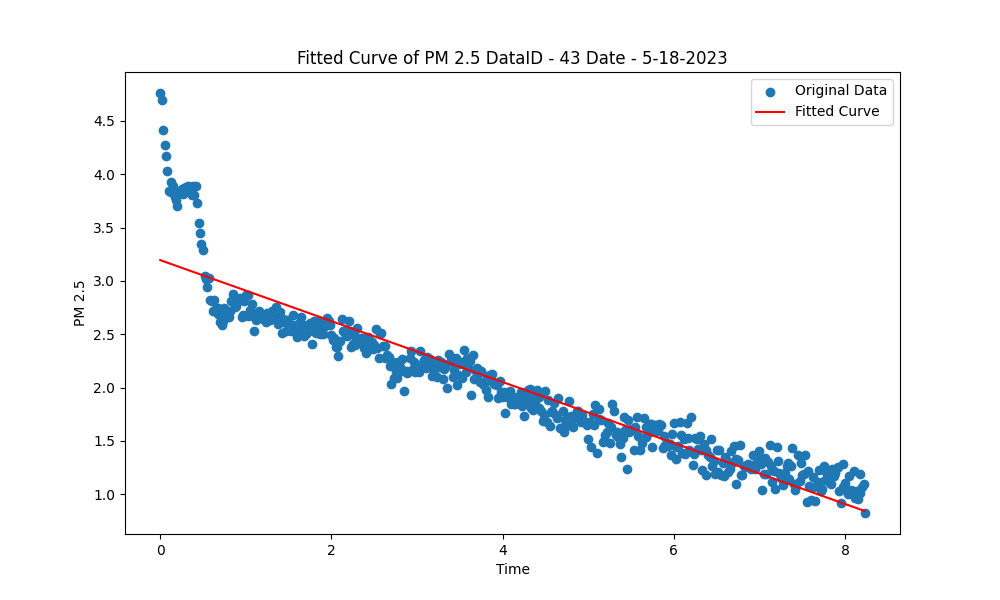 Fitted Curve of PM 2.5 DataID - 43 Date - 5-18-2023
Original Data
Fitted Curve
4.5
4.0
3.5
3.0
2.5
2.0
1.5
1.0
PM 2.5
0 2 4 6 8
Time